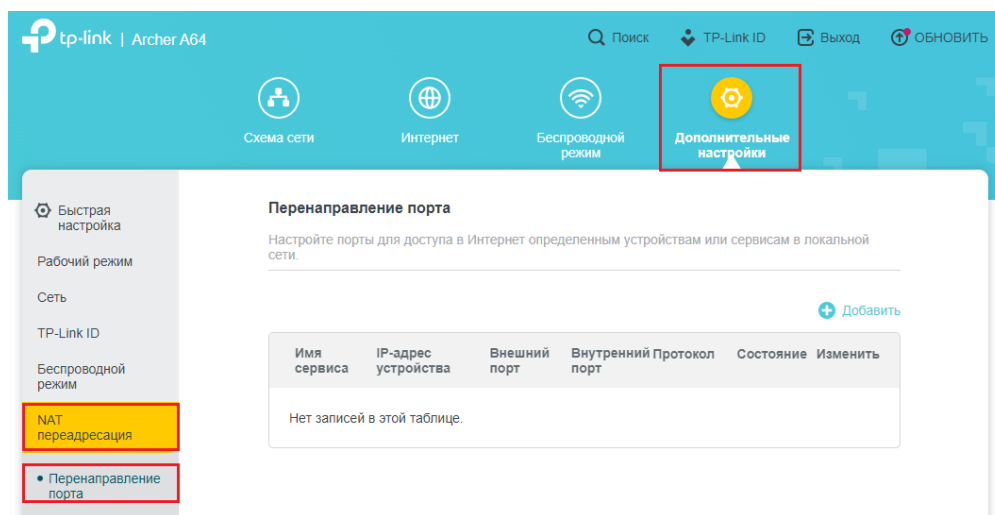 tp-link | Archer A64
Поиск
TP-Link ID
Выход
ОБНОВИТЬ
Схема сети
Интернет
Беспроводной
режим
Дополнительные
настройки
Быстрая
настройка
Рабочий режим
Сеть
TP-Link ID
Беспроводной
режим
NAT
переадресация
• Перенаправление
порта
Перенаправление порта
Настройте порты для доступа в Интернет определенным устройствам или сервисам в локальной
сети.
Добавить
Имя
сервиса
IP-адрес
устройства
Внешний
порт
Внутренний
порт
Протокол
Состояние
Изменить
Нет записей в этой таблице.